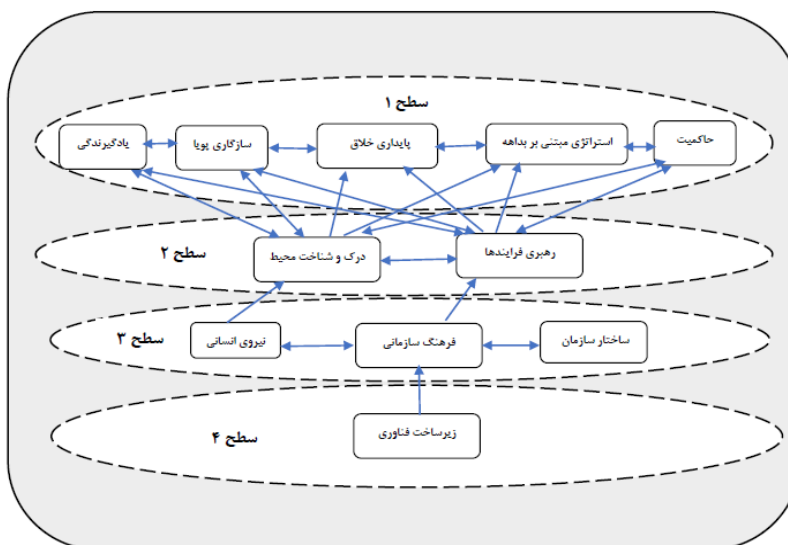 سطح ۱
حاکمیت
استراتژی مبتنی بر بداهه
پایداری خلاق
سازگاری پویا
یادگیرندگی
سطح ۲
رهبری فرایندها
درک و شناخت محیط
سطح ۳
ساختار سازمان
فرهنگ سازمانی
نیروی انسانی
سطح ۴
زیرساخت فناوری